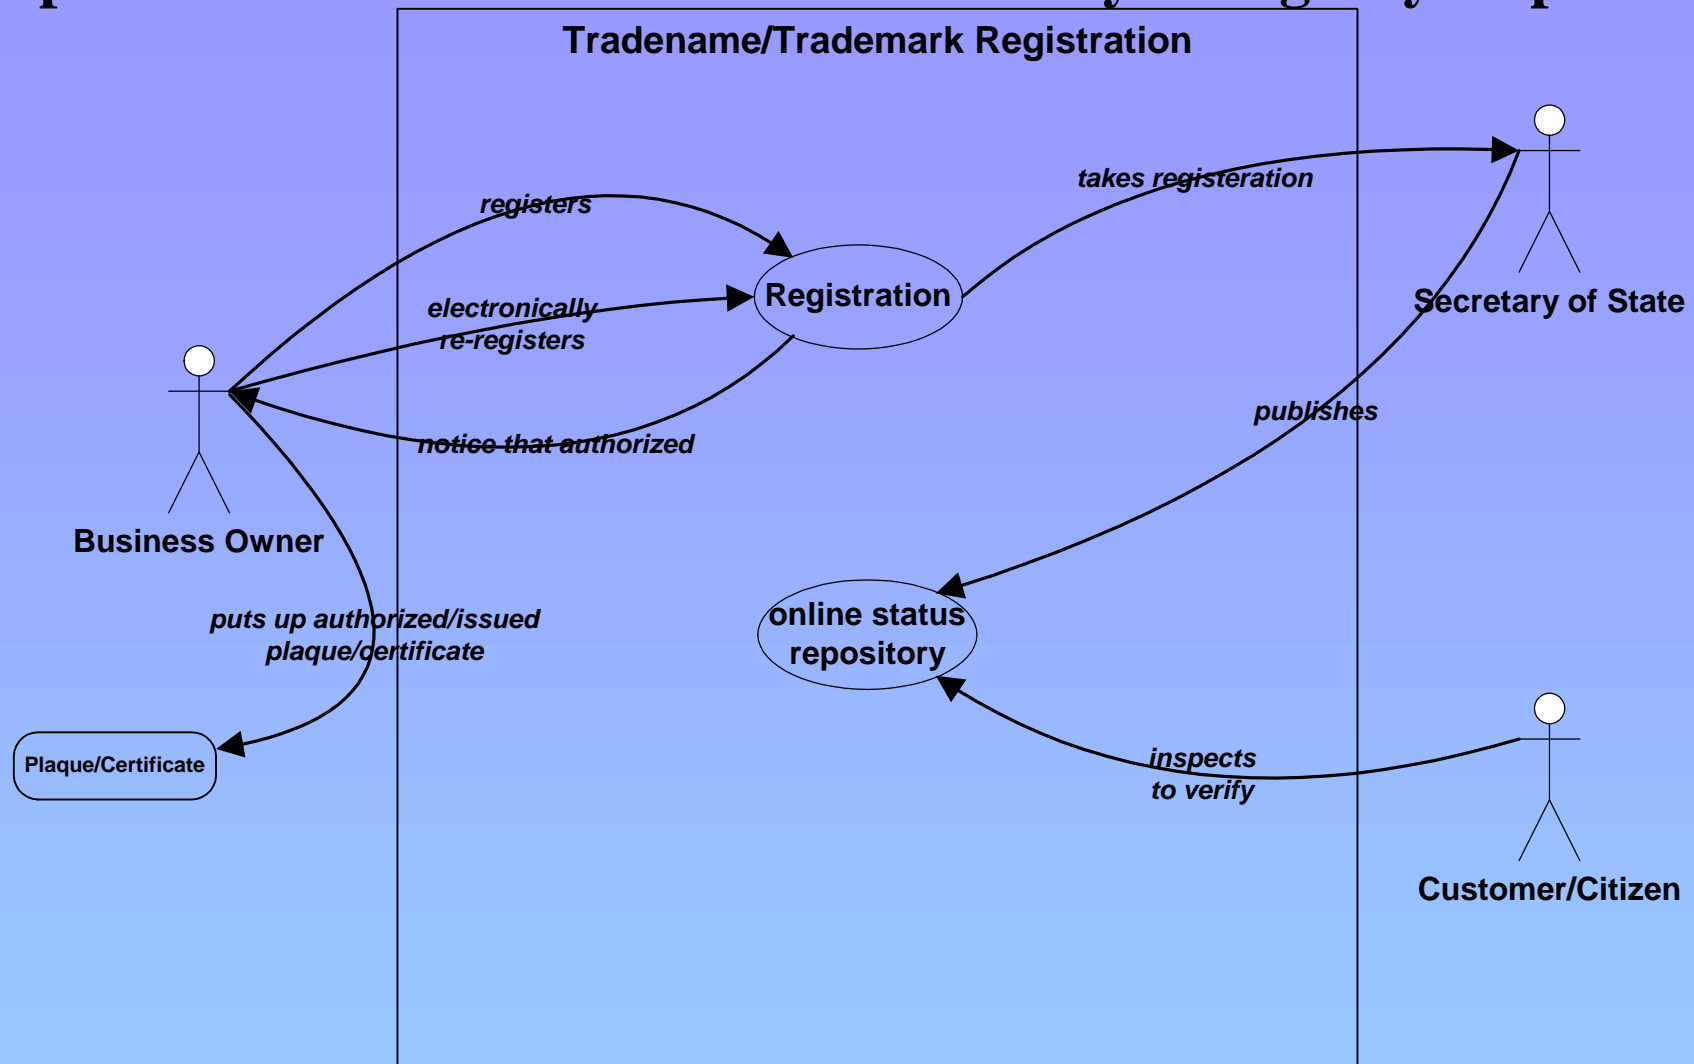 Tradename/Trademark Registration
registers
takes registeration
electronically
re-registers
Registration
Secretary of State
notice that authorized
publishes
Business Owner
puts up authorized/issued
plaque/certificate
online status
repository
Plaque/Certificate
inspects
to verify
Customer/Citizen